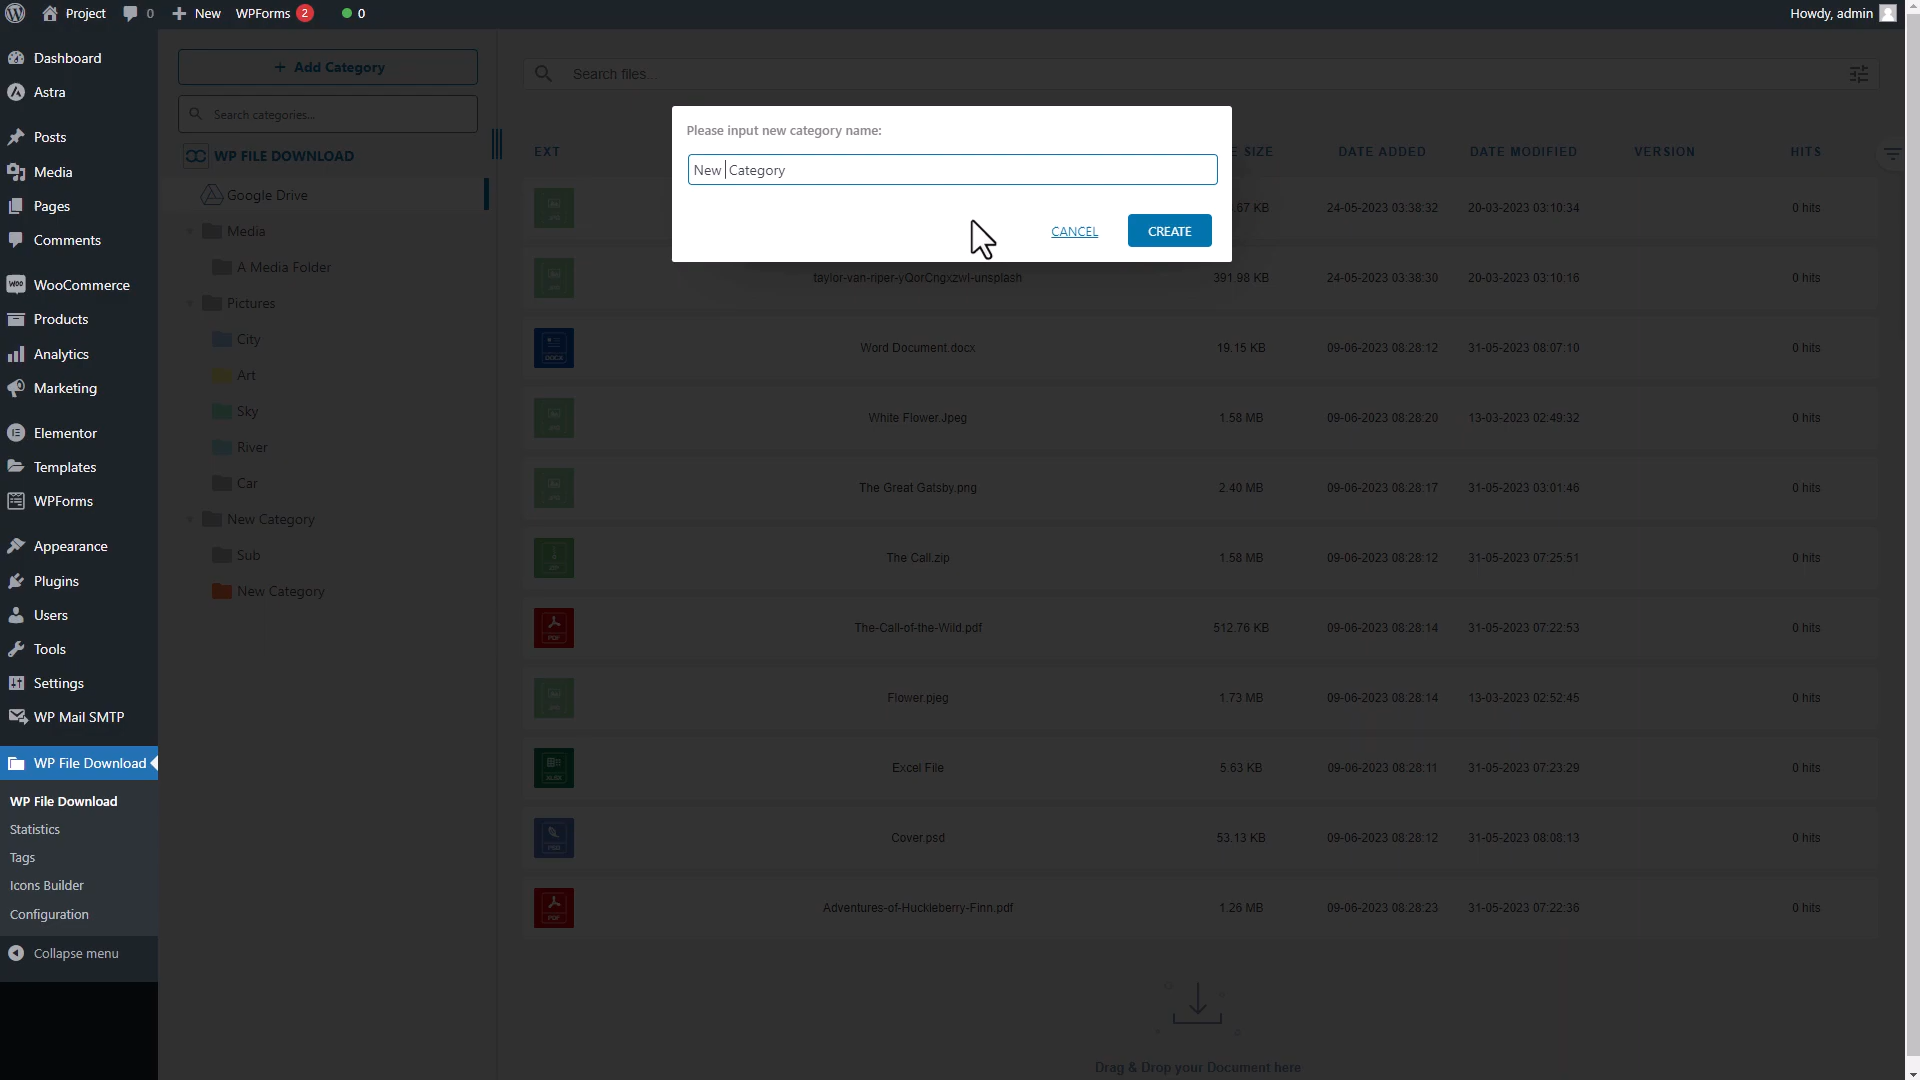 Project
0
New
WPForms
2
0
Howdy, admin
Dashboard
Astra
Posts
Media
Pages
Comments
WooCommerce
Products
Analytics
Marketing
Elementor
Templates
WPForms
Appearance
Plugins
Users
Tools
Settings
WP Mail SMTP
WP File Download
WP File Download
Statistics
Tags
Icons Builder
Configuration
Collapse menu
Add Category
Search categories...
WP FILE DOWNLOAD
Google Drive
Media
A Media Folder
Pictures
City
Art
Sky
River
Car
New Category
Sub
New Category
Search files...
Please input new category name:
New Category
CANCEL
CREATE
EXT
E SIZE
DATE ADDED
DATE MODIFIED
VERSION
HITS
.67 KB
24-05-2023 03:38:32
20-03-2023 03:10:34
0 hits
taylor-van-riper-yQorCngxzwI-unsplash
391.98 KB
24-05-2023 03:38:30
20-03-2023 03:10:16
0 hits
DOCX
Word Document.docx
19.15 KB
09-06-2023 08:28:12
31-05-2023 08:07:10
0 hits
White Flower.Jpeg
1.58 MB
09-06-2023 08:28:20
13-03-2023 02:49:32
0 hits
The Great Gatsby.png
2.40 MB
09-06-2023 08:28:17
31-05-2023 03:01:46
0 hits
The Call.zip
1.58 MB
09-06-2023 08:28:12
31-05-2023 07:25:51
0 hits
PDF
The-Call-of-the-Wild.pdf
512.76 KB
09-06-2023 08:28:14
31-05-2023 07:22:53
0 hits
Flower.pjeg
1.73 MB
09-06-2023 08:28:14
13-03-2023 02:52:45
0 hits
Excel File
5.63 KB
09-06-2023 08:28:11
31-05-2023 07:23:29
0 hits
Cover.psd
53.13 KB
09-06-2023 08:28:12
31-05-2023 08:08:13
0 hits
PDF
Adventures-of-Huckleberry-Finn.pdf
1.26 MB
09-06-2023 08:28:23
31-05-2023 07:22:36
0 hits
Drag & Drop your Document here